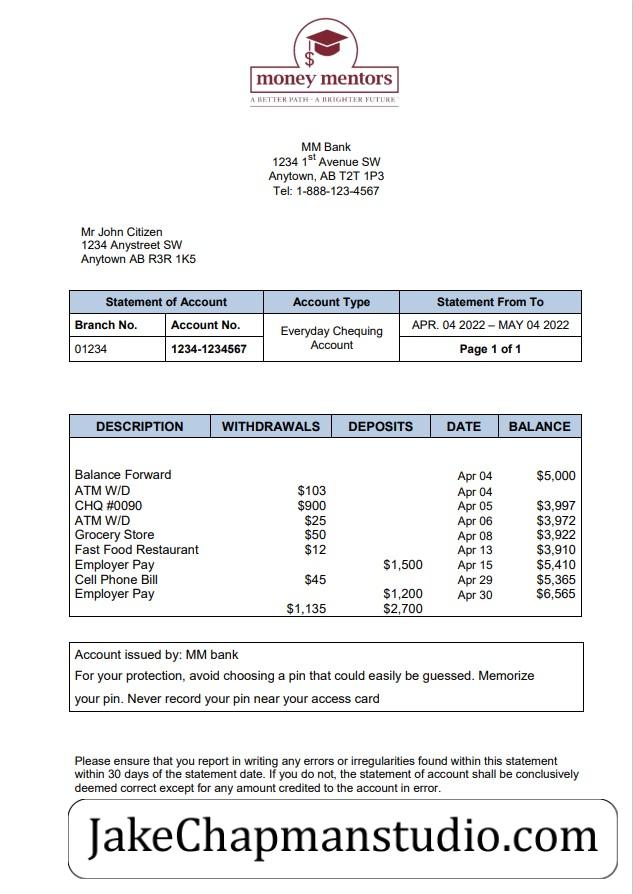 $
money mentors
A BETTER PATH · A BRIGHTER FUTURE
MM Bank
1234 1st Avenue SW
Anytown, AB T2T 1P3
Tel: 1-888-123-4567
Mr John Citizen
1234 Anystreet SW
Anytown AB R3R 1K5
Statement of Account Account Type Statement From To
Branch No. Account No. Everyday Chequing Account APR. 04 2022 – MAY 04 2022
01234 1234-1234567 Page 1 of 1
DESCRIPTION WITHDRAWALS DEPOSITS DATE BALANCE
Balance Forward Apr 04 $5,000
ATM W/D $103 Apr 04
CHQ #0090 $900 Apr 05 $3,997
ATM W/D $25 Apr 06 $3,972
Grocery Store $50 Apr 08 $3,922
Fast Food Restaurant $12 Apr 13 $3,910
Employer Pay $1,500 Apr 15 $5,410
Cell Phone Bill $45 Apr 29 $5,365
Employer Pay $1,200 Apr 30 $6,565
$1,135 $2,700
Account issued by: MM bank
For your protection, avoid choosing a pin that could easily be guessed. Memorize
your pin. Never record your pin near your access card
Please ensure that you report in writing any errors or irregularities found within this statement
within 30 days of the statement date. If you do not, the statement of account shall be conclusively
deemed correct except for any amount credited to the account in error.
JakeChapmanstudio.com